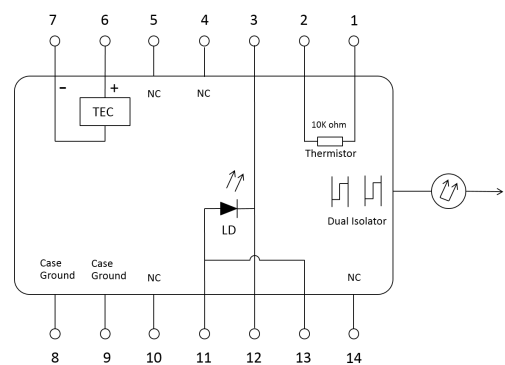 7 6 5 4 3 2 1
- +
TEC
NC NC
10K ohm
Thermistor
Dual Isolator
LD
Case
Ground
Case
Ground
NC
NC
8 9 10 11 12 13 14